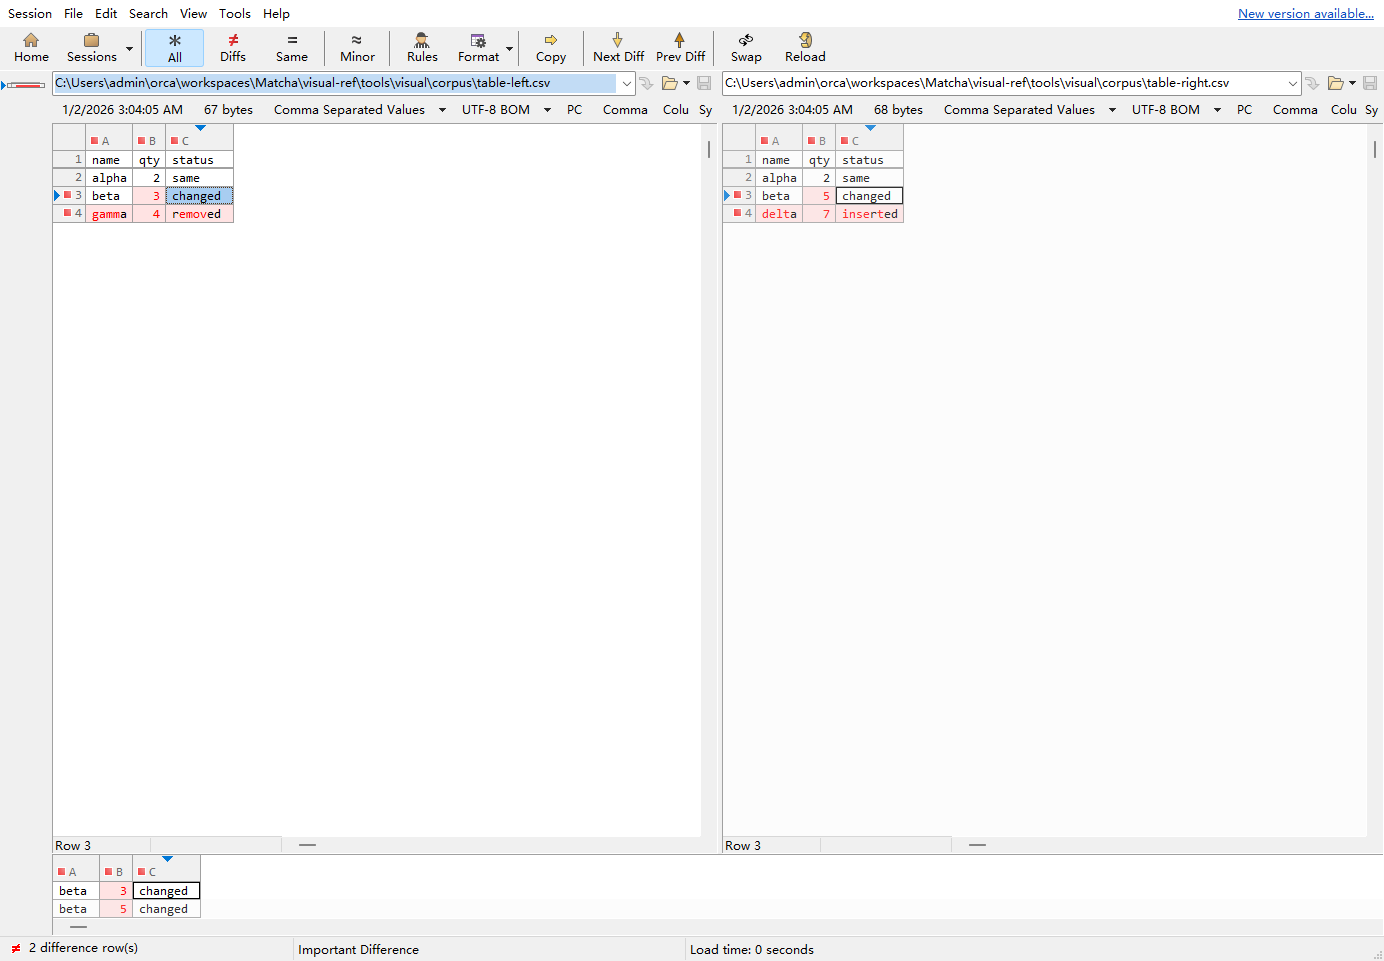 Session File Edit Search View Tools Help New version available...
Home Sessions All Diffs Same Minor Rules Format Copy Next Diff Prev Diff Swap Reload
C:\Users\admin\orca\workspaces\Matcha\visual-ref\tools\visual\corpus\table-left.csv
1/2/2026 3:04:05 AM 67 bytes Comma Separated Values UTF-8 BOM PC Comma Colu Sy
A B C
1 name qty status
2 alpha 2 same
3 beta 3 changed
4 gamma 4 removed
Row 3
C:\Users\admin\orca\workspaces\Matcha\visual-ref\tools\visual\corpus\table-right.csv
1/2/2026 3:04:05 AM 68 bytes Comma Separated Values UTF-8 BOM PC Comma Colu Sy
A B C
1 name qty status
2 alpha 2 same
3 beta 5 changed
4 delta 7 inserted
Row 3
A B C
beta 3 changed
beta 5 changed
2 difference row(s) Important Difference Load time: 0 seconds